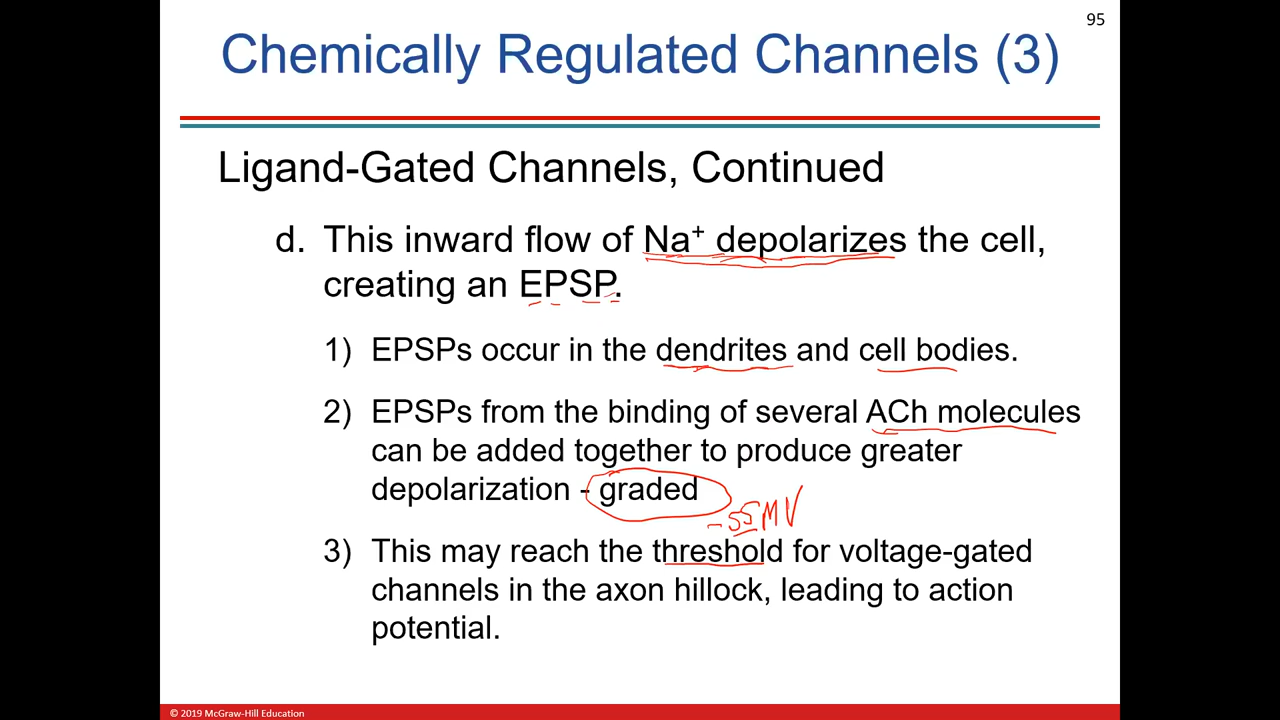 95
Chemically Regulated Channels (3)
Ligand-Gated Channels, Continued
d. This inward flow of Na⁺ depolarizes the cell,
creating an EPSP.
1) EPSPs occur in the dendrites and cell bodies.
2) EPSPs from the binding of several ACh molecules
can be added together to produce greater
depolarization - graded
-55MV
3) This may reach the threshold for voltage-gated
channels in the axon hillock, leading to action
potential.
© 2019 McGraw-Hill Education